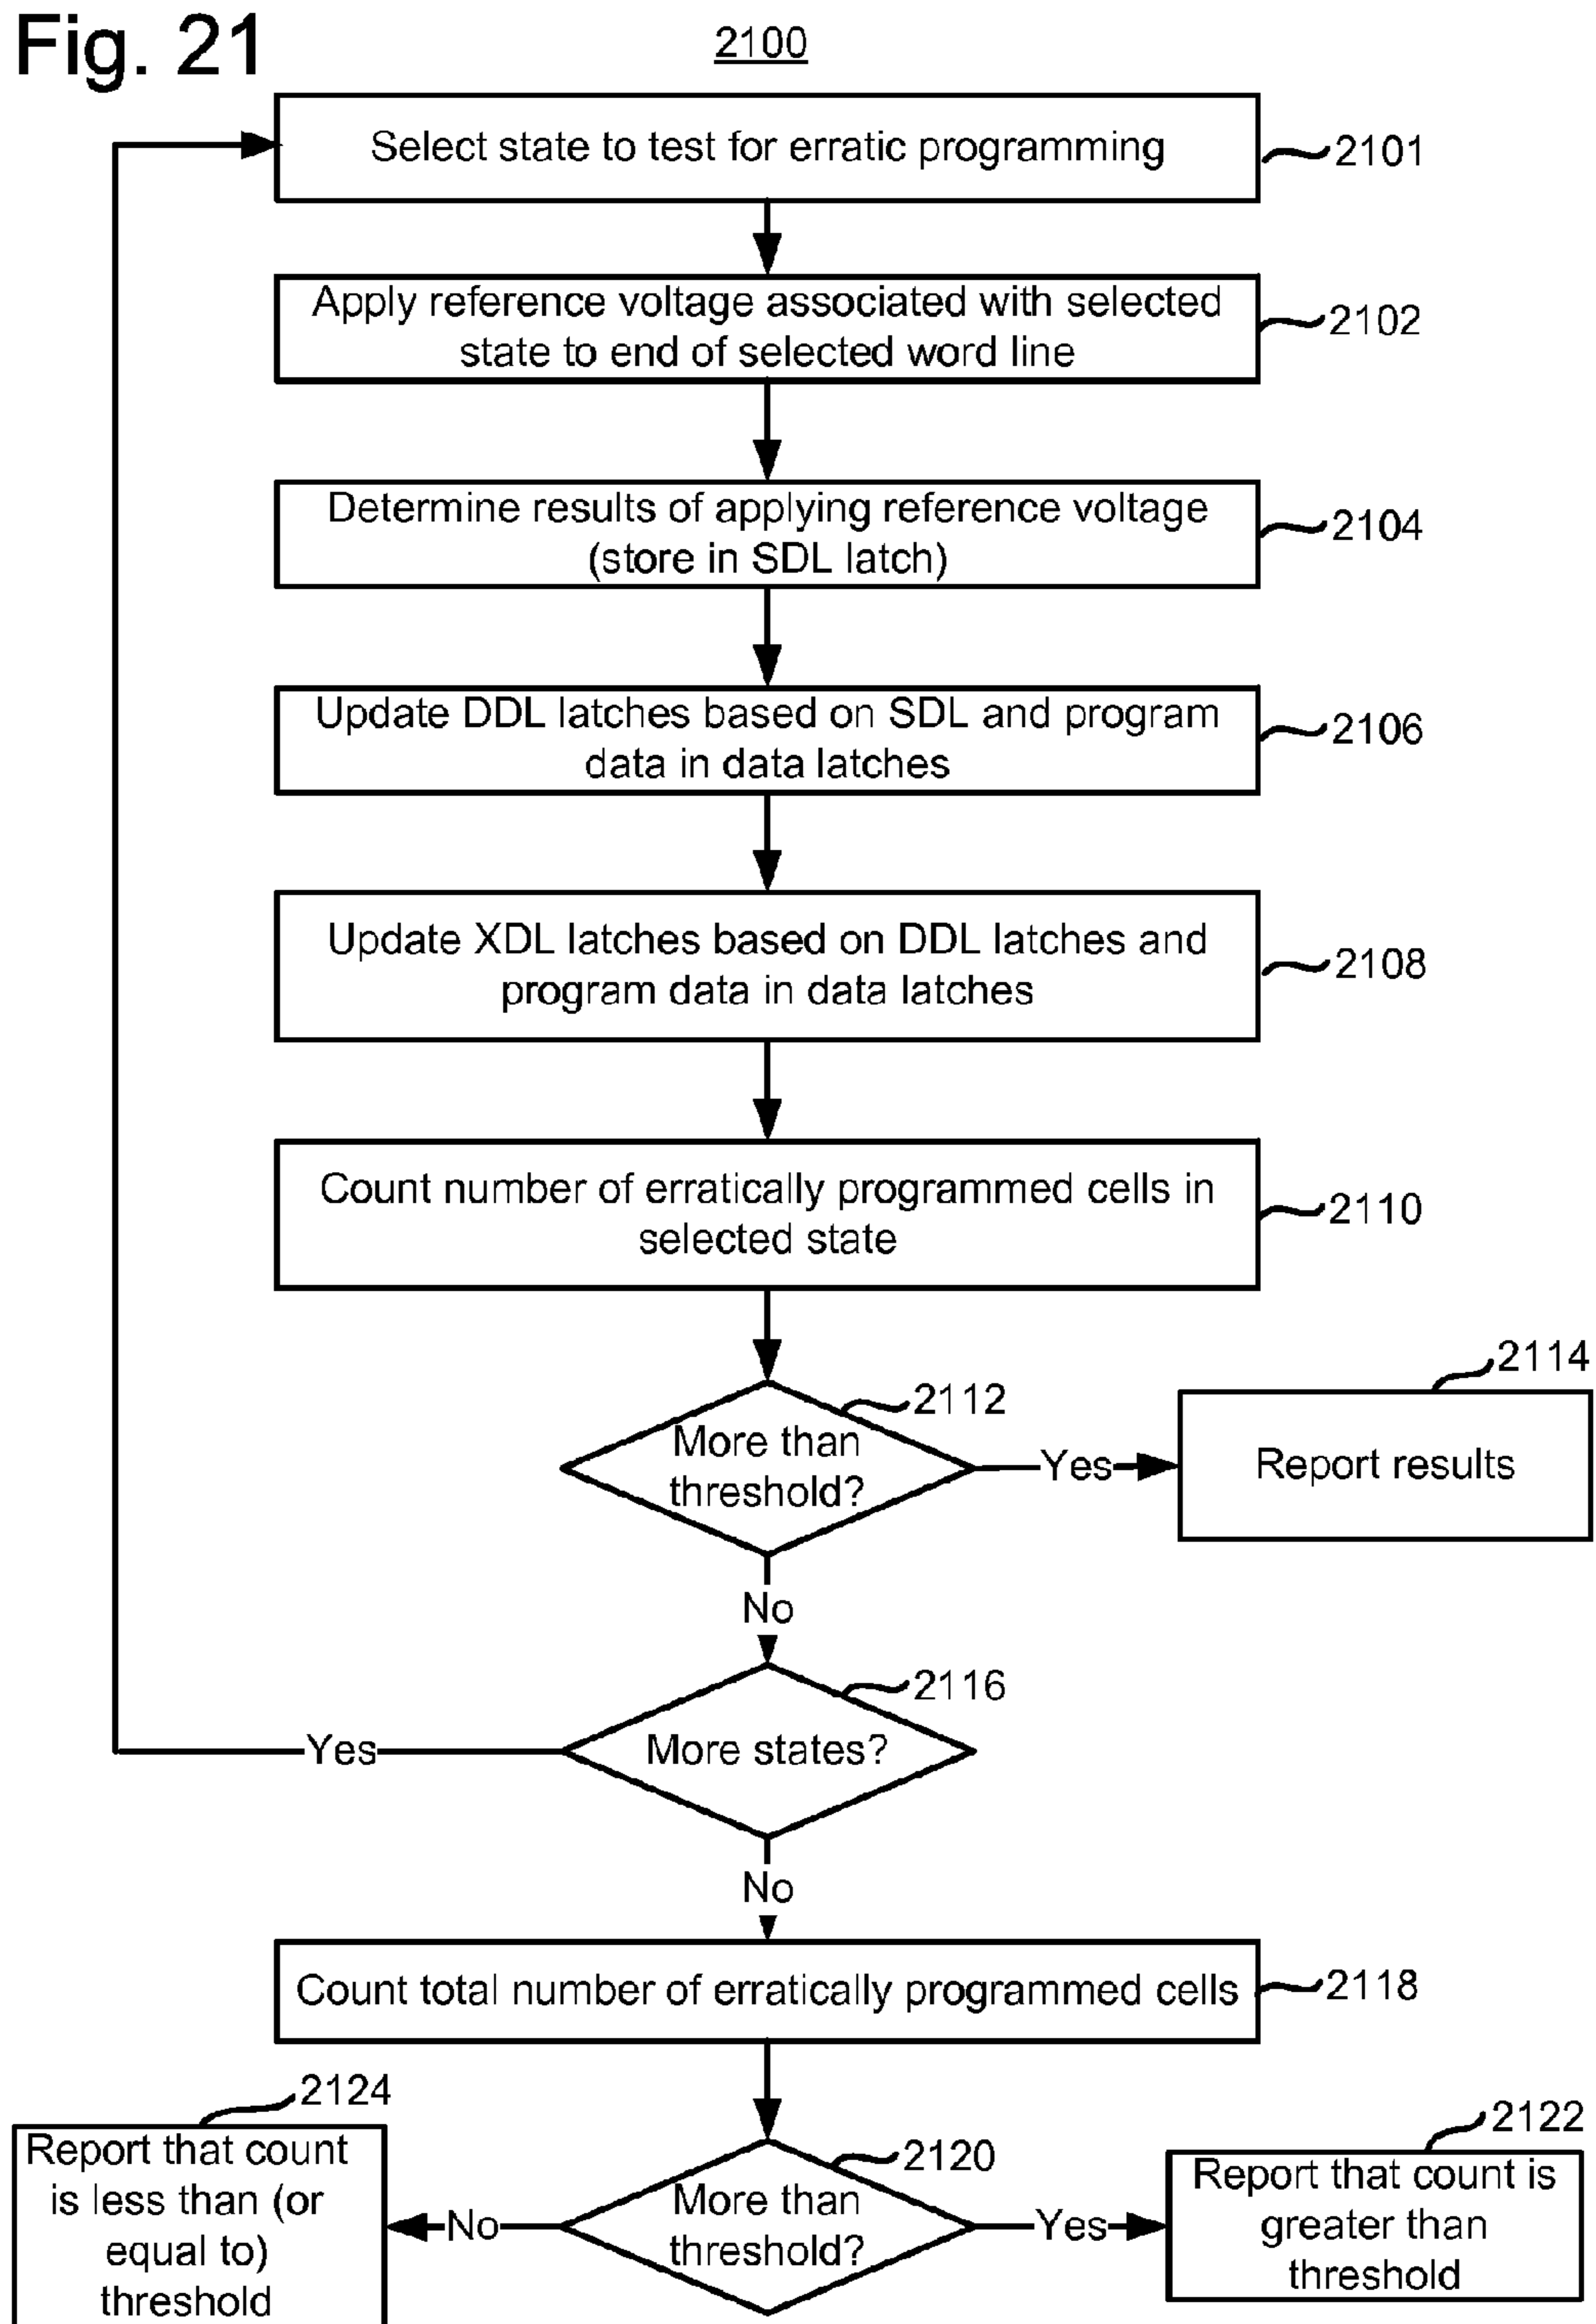 Fig. 21
2100
Select state to test for erratic programming
2101
Apply reference voltage associated with selected
state to end of selected word line
2102
Determine results of applying reference voltage
(store in SDL latch)
2104
Update DDL latches based on SDL and program
data in data latches
2106
Update XDL latches based on DDL latches and
program data in data latches
2108
Count number of erratically programmed cells in
selected state
2110
2112
More than
threshold?
Yes
2114
Report results
No
2116
More states?
Yes
No
Count total number of erratically programmed cells
2118
2120
More than
threshold?
No
2124
Report that count
is less than (or
equal to)
threshold
Yes
2122
Report that count is
greater than
threshold